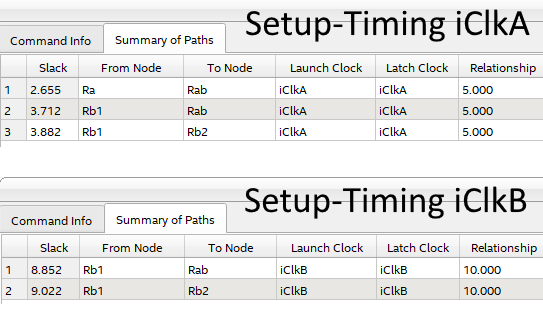 Setup-Timing iClkA
Command Info Summary of Paths
Slack From Node To Node Launch Clock Latch Clock Relationship
1 2.655 Ra Rab iClkA iClkA 5.000
2 3.712 Rb1 Rab iClkA iClkA 5.000
3 3.882 Rb1 Rb2 iClkA iClkA 5.000
Setup-Timing iClkB
Command Info Summary of Paths
Slack From Node To Node Launch Clock Latch Clock Relationship
1 8.852 Rb1 Rab iClkB iClkB 10.000
2 9.022 Rb1 Rb2 iClkB iClkB 10.000